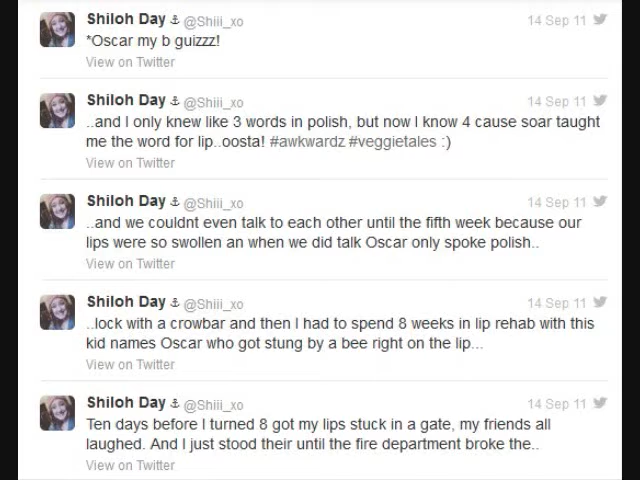 Shiloh Day ⚓ @Shiii_xo 14 Sep 11
*Oscar my b guizzz!
View on Twitter
Shiloh Day ⚓ @Shiii_xo 14 Sep 11
..and I only knew like 3 words in polish, but now I know 4 cause soar taught
me the word for lip..oosta! #awkwardz #veggietales :)
View on Twitter
Shiloh Day ⚓ @Shiii_xo 14 Sep 11
..and we couldnt even talk to each other until the fifth week because our
lips were so swollen an when we did talk Oscar only spoke polish..
View on Twitter
Shiloh Day ⚓ @Shiii_xo 14 Sep 11
..lock with a crowbar and then I had to spend 8 weeks in lip rehab with this
kid names Oscar who got stung by a bee right on the lip...
View on Twitter
Shiloh Day ⚓ @Shiii_xo 14 Sep 11
Ten days before I turned 8 got my lips stuck in a gate, my friends all
laughed. And I just stood their until the fire department broke the..
View on Twitter